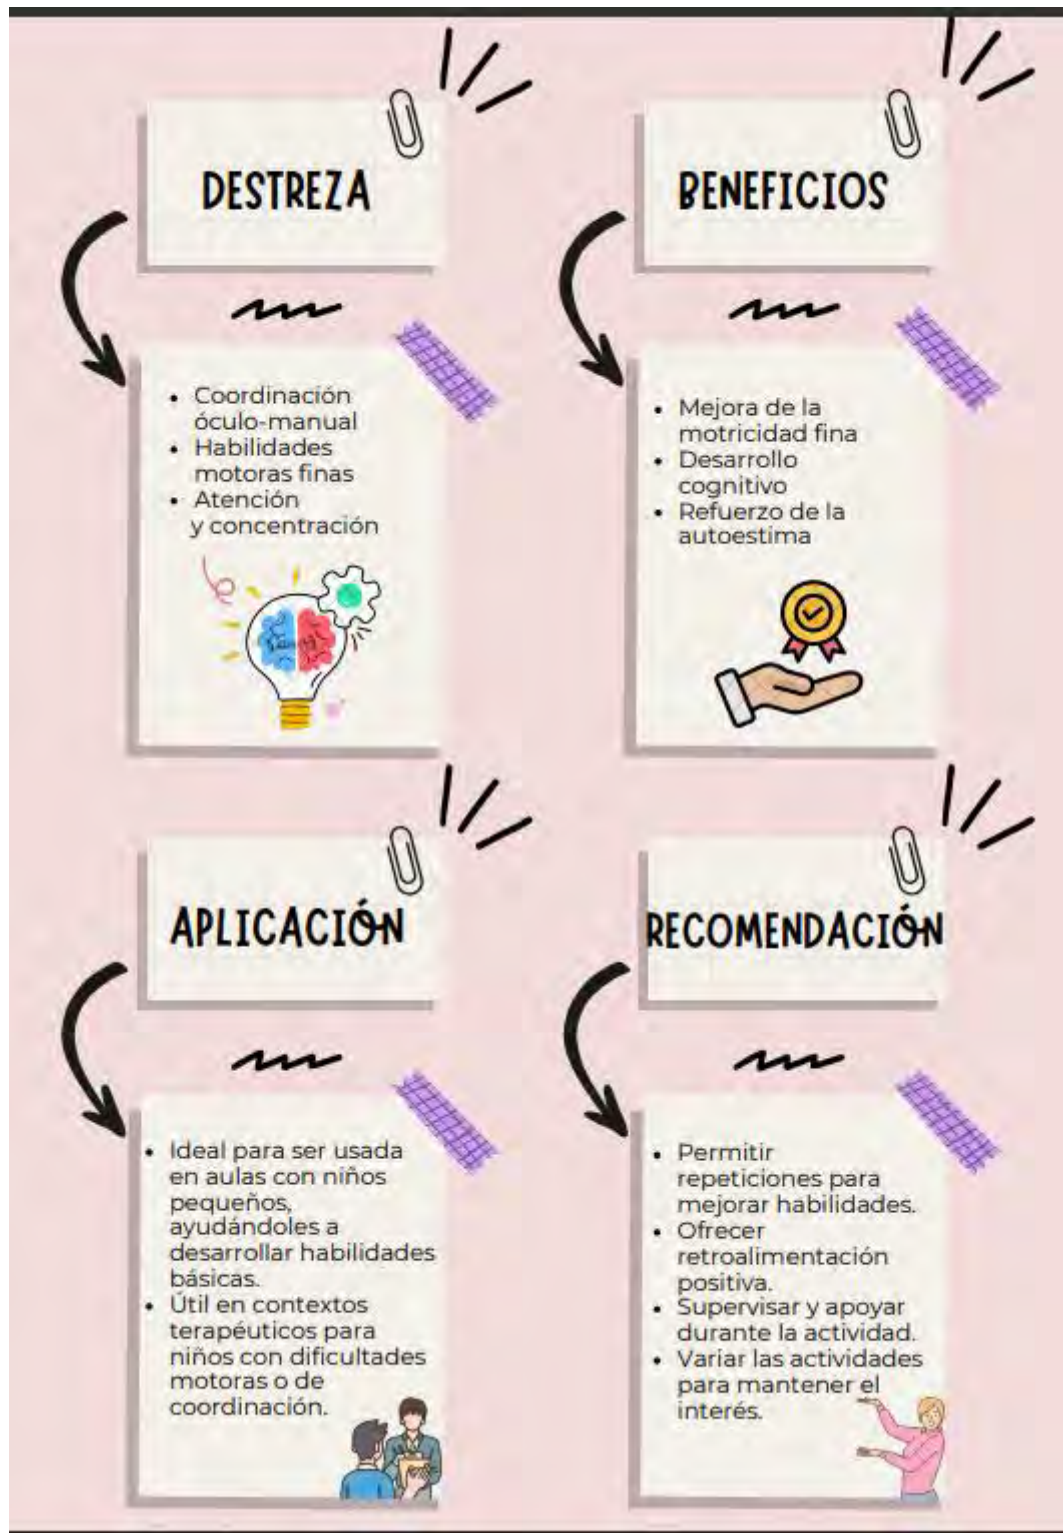 DESTREZA
Coordinación
óculo-manual
Habilidades
motoras finas
Atención
y concentración
BENEFICIOS
Mejora de la
motricidad fina
Desarrollo
cognitivo
Refuerzo de la
autoestima
APLICACIÓN
Ideal para ser usada
en aulas con niños
pequeños,
ayudándoles a
desarrollar habilidades
básicas.
Útil en contextos
terapéuticos para
niños con dificultades
motoras o de
coordinación.
RECOMENDACIÓN
Permitir
repeticiones para
mejorar habilidades.
Ofrecer
retroalimentación
positiva.
Supervisar y apoyar
durante la actividad.
Variar las actividades
para mantener el
interés.